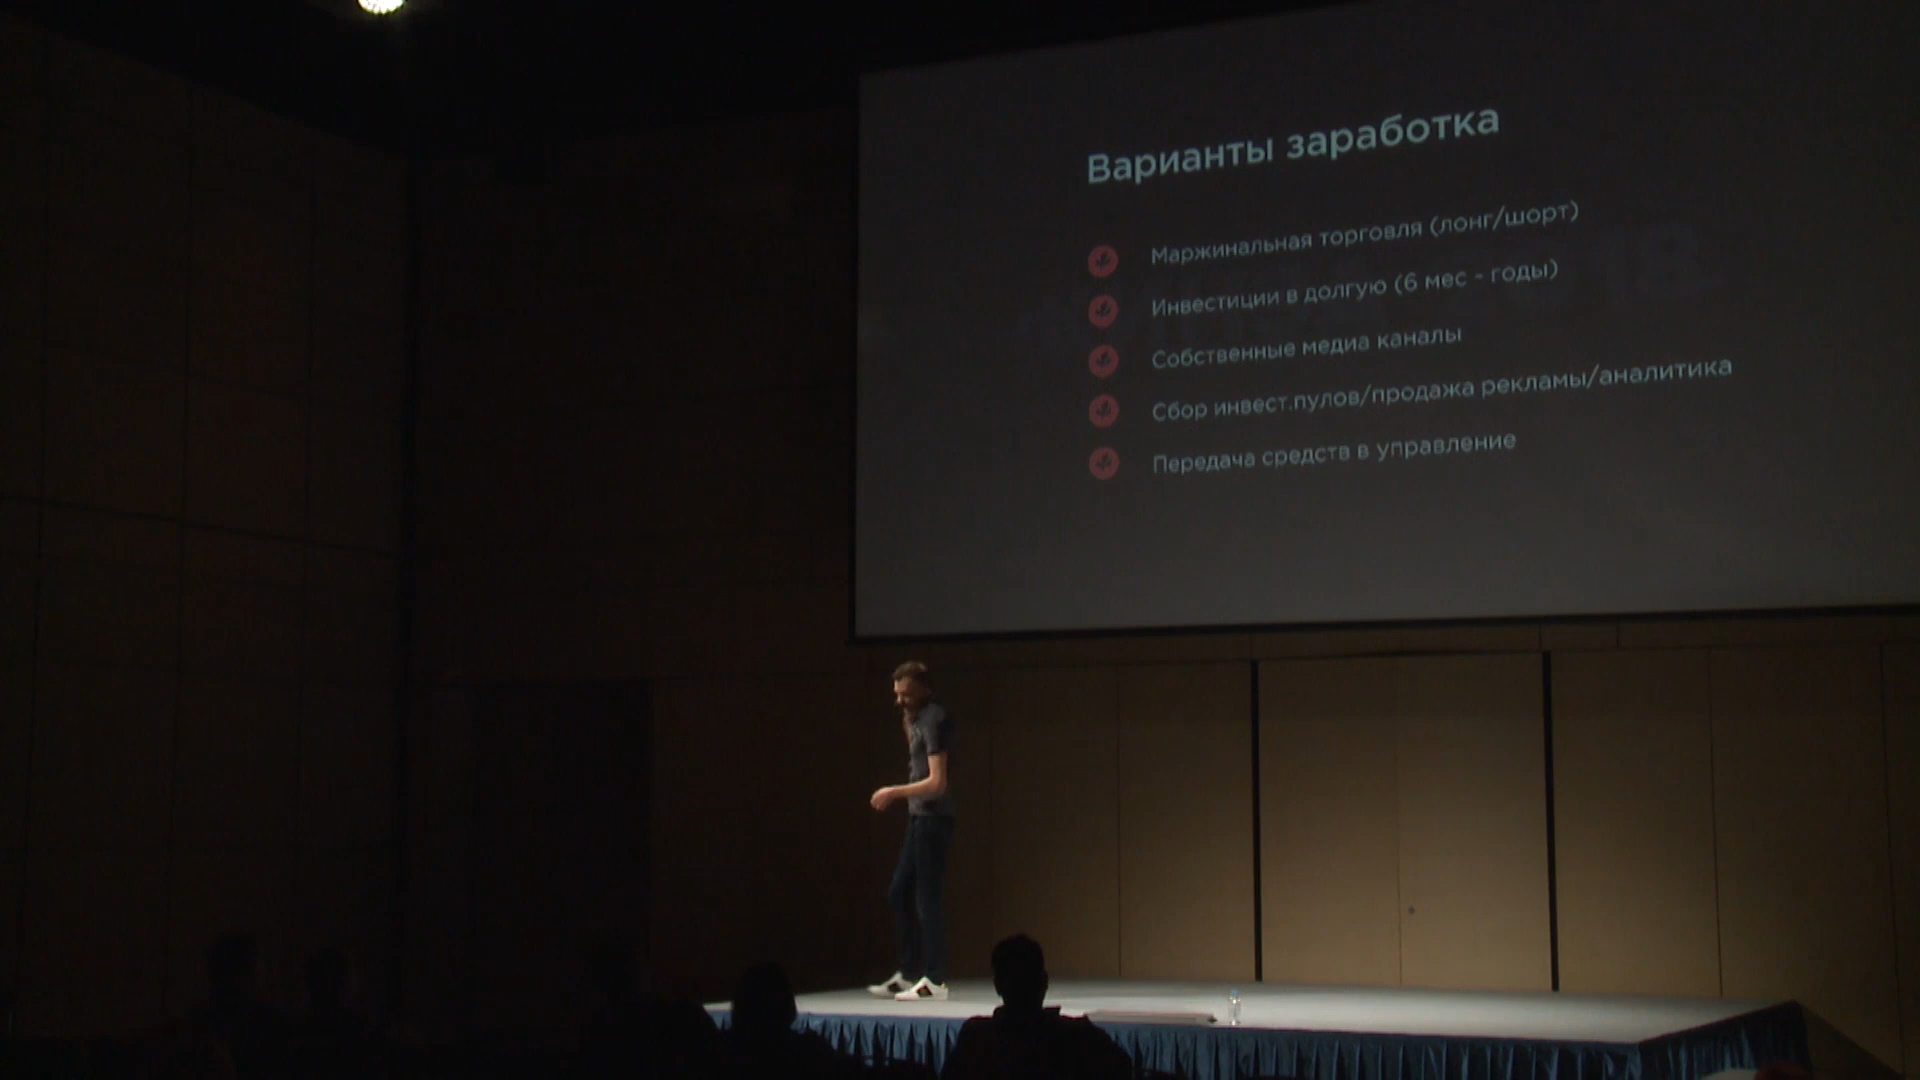 Варианты заработка
Маржинальная торговля (лонг/шорт)
Инвестиции в долгую (6 мес - годы)
Собственные медиа каналы
Сбор инвест.пулов/продажа рекламы/аналитика
Передача средств в управление